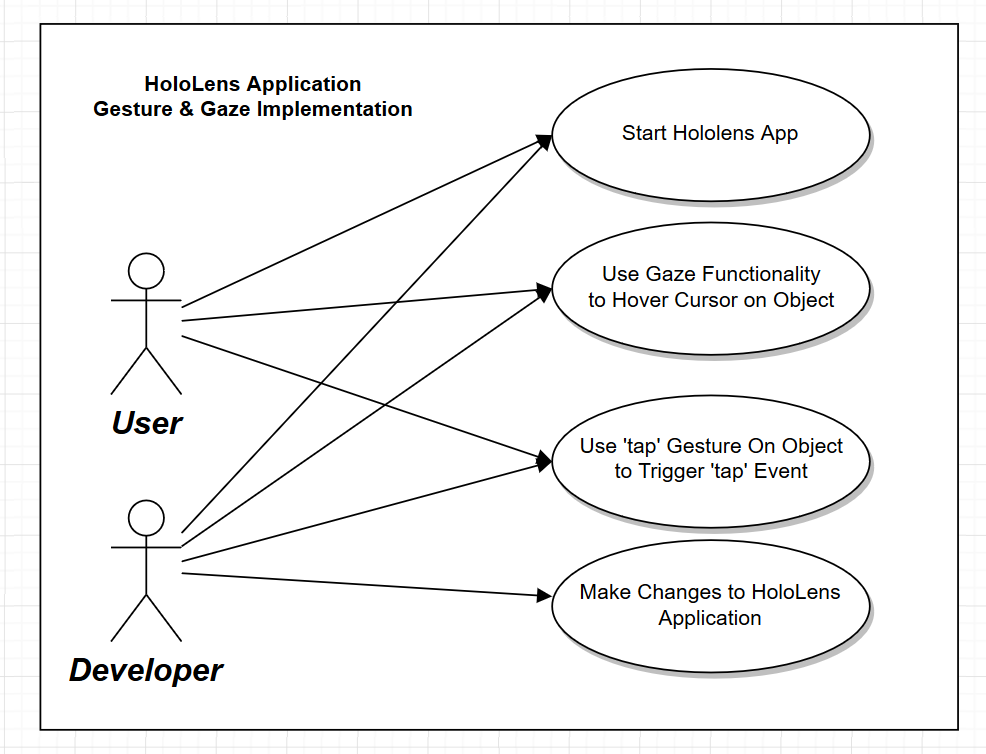 HoloLens Application
Gesture & Gaze Implementation
Start Hololens App
Use Gaze Functionality
to Hover Cursor on Object
User
Use 'tap' Gesture On Object
to Trigger 'tap' Event
Make Changes to HoloLens
Application
Developer